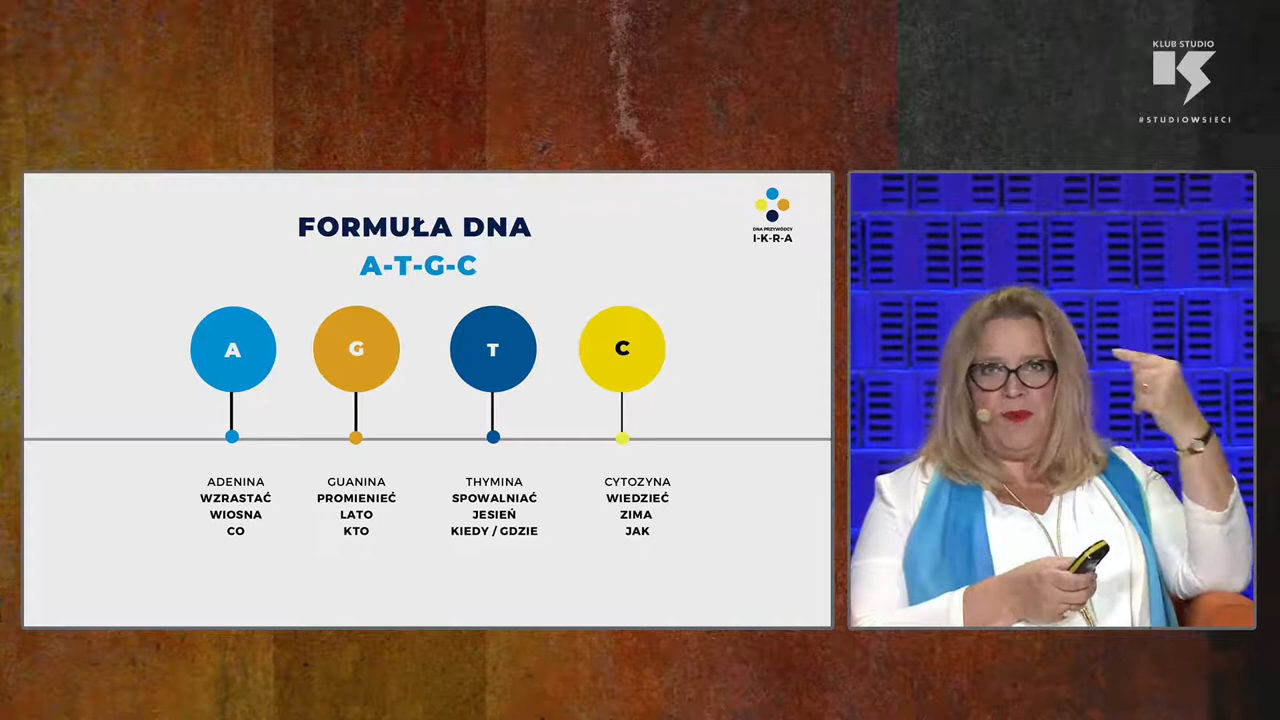 KLUB STUDIO
KS
#STUDIOWSIECI
FORMUŁA DNA
A-T-G-C
DNA PRZYWÓDCY
I-K-R-A
A
G
T
C
ADENINA
WZRASTAĆ
WIOSNA
CO
GUANINA
PROMIENIEĆ
LATO
KTO
THYMINA
SPOWALNIAĆ
JESIEŃ
KIEDY / GDZIE
CYTOZYNA
WIEDZIEĆ
ZIMA
JAK